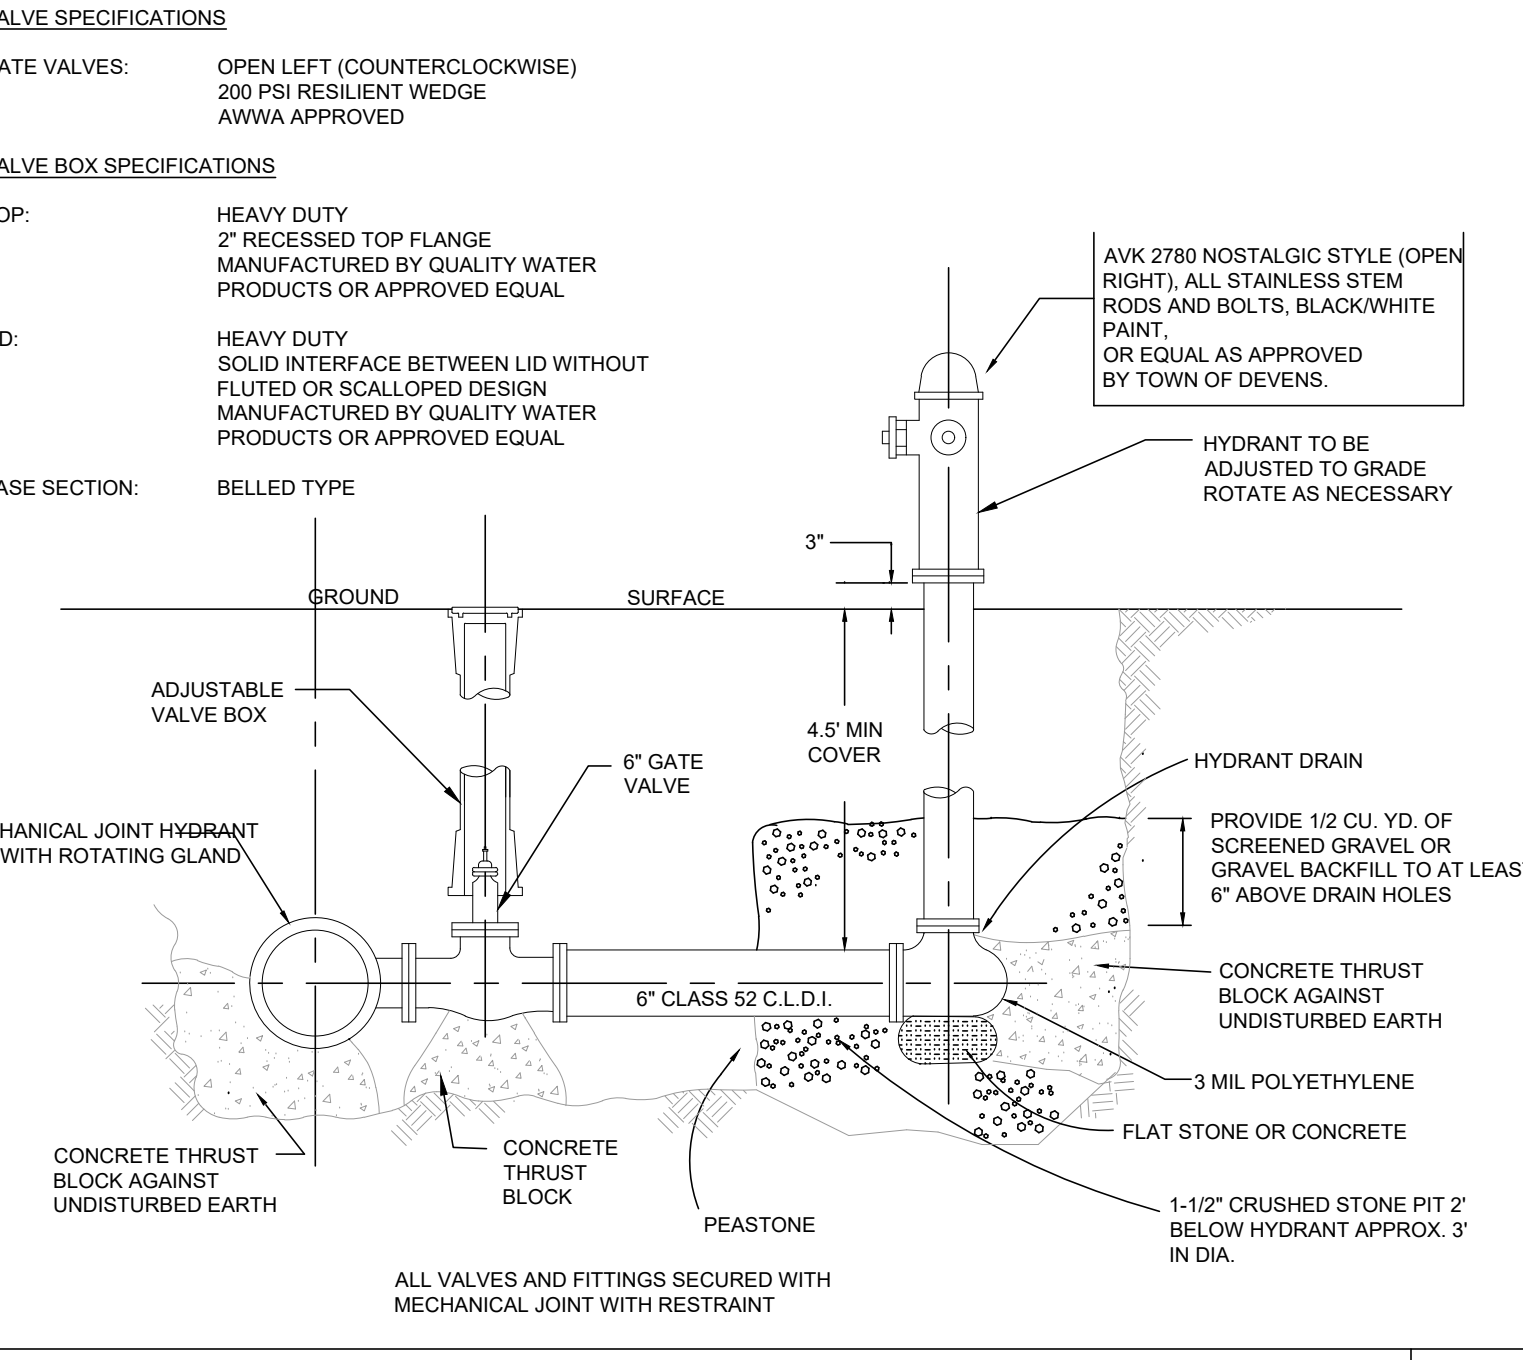 ALVE SPECIFICATIONS
ATE VALVES: OPEN LEFT (COUNTERCLOCKWISE)
200 PSI RESILIENT WEDGE
AWWA APPROVED
ALVE BOX SPECIFICATIONS
OP: HEAVY DUTY
2" RECESSED TOP FLANGE
MANUFACTURED BY QUALITY WATER
PRODUCTS OR APPROVED EQUAL
D: HEAVY DUTY
SOLID INTERFACE BETWEEN LID WITHOUT
FLUTED OR SCALLOPED DESIGN
MANUFACTURED BY QUALITY WATER
PRODUCTS OR APPROVED EQUAL
ASE SECTION: BELLED TYPE
AVK 2780 NOSTALGIC STYLE (OPEN
RIGHT), ALL STAINLESS STEM
RODS AND BOLTS, BLACK/WHITE
PAINT,
OR EQUAL AS APPROVED
BY TOWN OF DEVENS.
HYDRANT TO BE
ADJUSTED TO GRADE
ROTATE AS NECESSARY
3"
GROUND SURFACE
ADJUSTABLE
VALVE BOX
4.5' MIN
COVER
6" GATE
VALVE
HYDRANT DRAIN
HANICAL JOINT HYDRANT
WITH ROTATING GLAND
PROVIDE 1/2 CU. YD. OF
SCREENED GRAVEL OR
GRAVEL BACKFILL TO AT LEAS
6" ABOVE DRAIN HOLES
CONCRETE THRUST
BLOCK AGAINST
UNDISTURBED EARTH
6" CLASS 52 C.L.D.I.
3 MIL POLYETHYLENE
FLAT STONE OR CONCRETE
CONCRETE THRUST
BLOCK AGAINST
UNDISTURBED EARTH
CONCRETE
THRUST
BLOCK
PEASTONE
1-1/2" CRUSHED STONE PIT 2'
BELOW HYDRANT APPROX. 3'
IN DIA.
ALL VALVES AND FITTINGS SECURED WITH
MECHANICAL JOINT WITH RESTRAINT